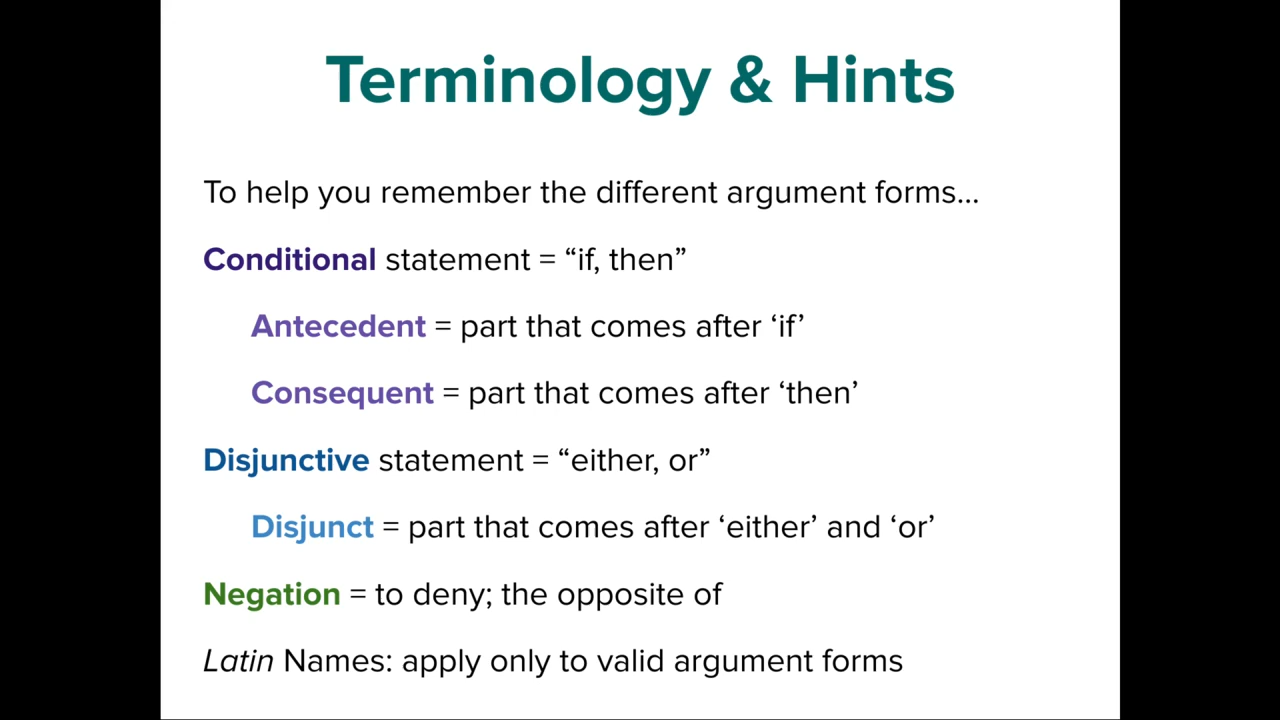 Terminology & Hints
To help you remember the different argument forms...
Conditional statement = “if, then”
Antecedent = part that comes after ‘if’
Consequent = part that comes after ‘then’
Disjunctive statement = “either, or”
Disjunct = part that comes after ‘either’ and ‘or’
Negation = to deny; the opposite of
Latin Names: apply only to valid argument forms